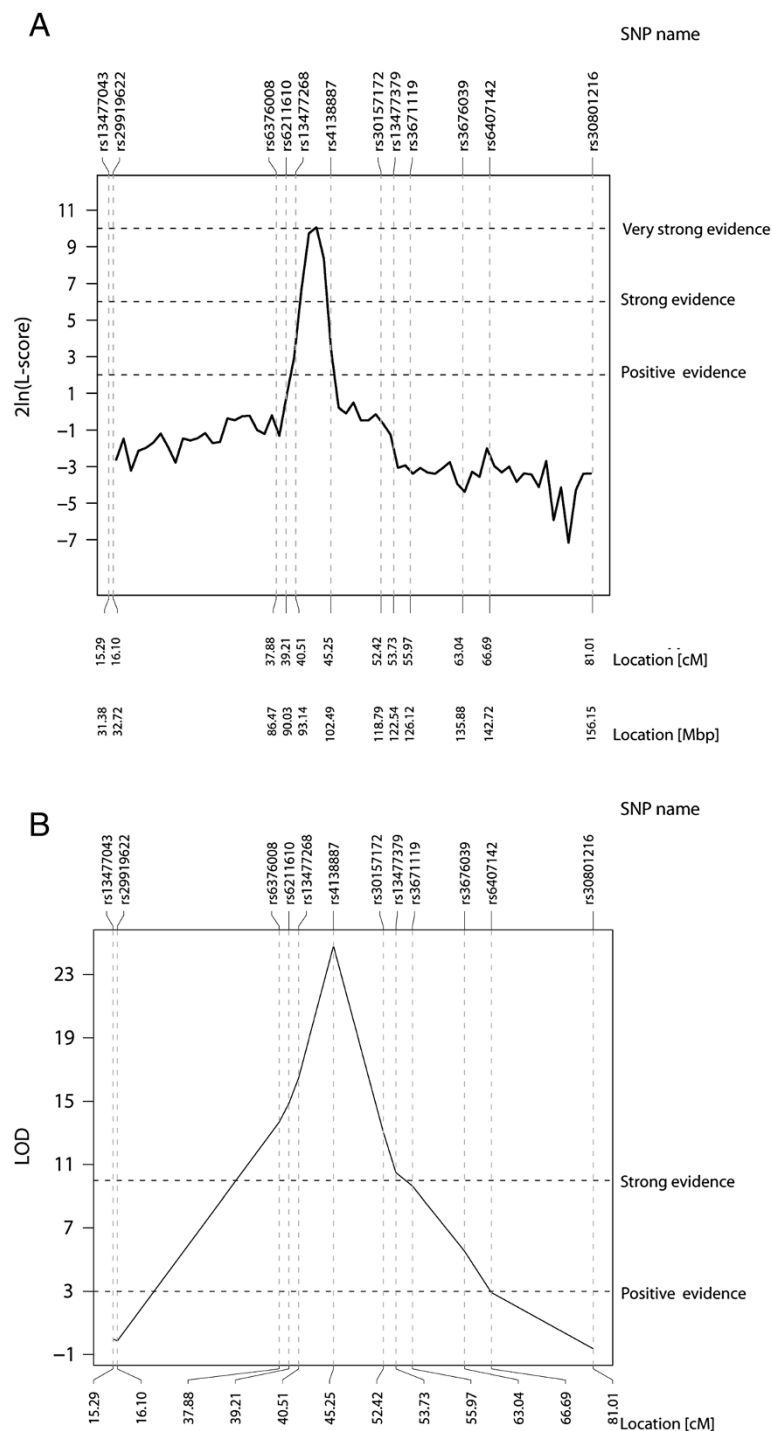 A
SNP name
rs13477043
rs29919622
rs6376008
rs6211610
rs13477268
rs4138887
rs30157172
rs13477379
rs3671119
rs3676039
rs6407142
rs30801216
2ln(L-score)
11
9
7
5
3
1
−1
−3
−5
−7
Very strong evidence
Strong evidence
Positive evidence
15.29
16.10
37.88
39.21
40.51
45.25
52.42
53.73
55.97
63.04
66.69
81.01
Location [cM]
31.38
32.72
86.47
90.03
93.14
102.49
118.79
122.54
126.12
135.88
142.72
156.15
Location [Mbp]
B
SNP name
rs13477043
rs29919622
rs6376008
rs6211610
rs13477268
rs4138887
rs30157172
rs13477379
rs3671119
rs3676039
rs6407142
rs30801216
LOD
23
19
15
11
7
3
−1
Strong evidence
Positive evidence
15.29
16.10
37.88
39.21
40.51
45.25
52.42
53.73
55.97
63.04
66.69
81.01
Location [cM]